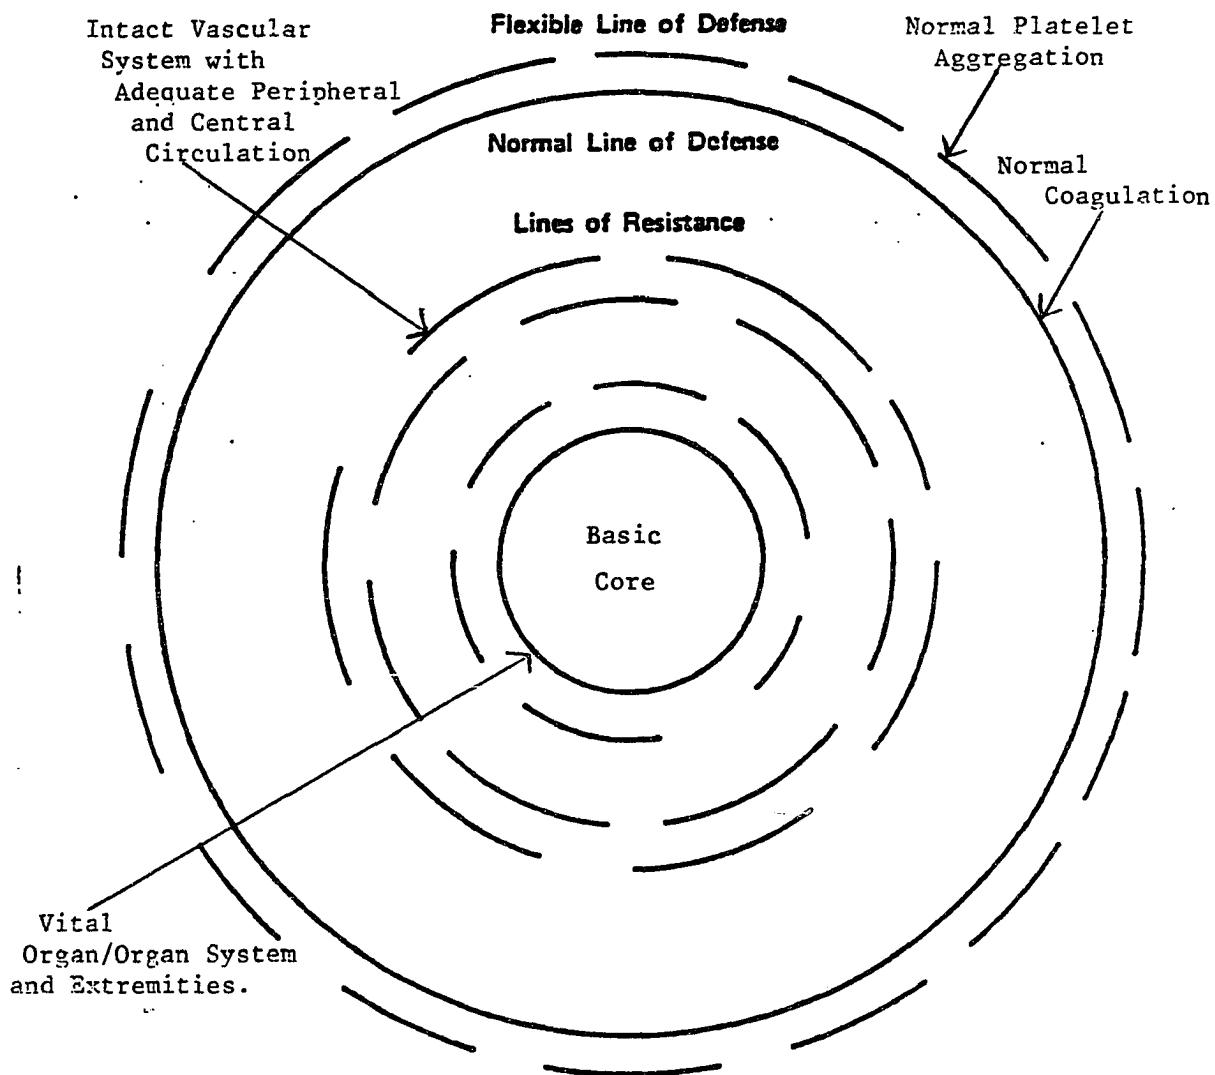 Intact Vascular
System with
Adequate Peripheral
and Central
Circulation
Flexible Line of Defense
Normal Platelet
Aggregation
Normal Line of Defense
Normal
Coagulation
Lines of Resistance
Basic
Core
Vital
Organ/Organ System
and Extremities.